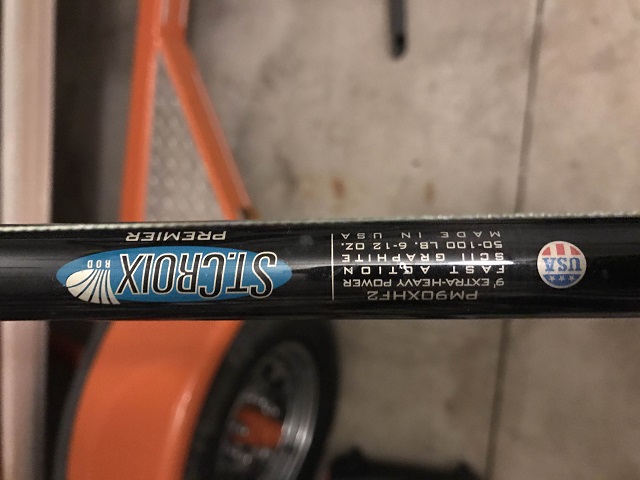 USA
PM90XHF2
9' EXTRA-HEAVY POWER
FAST ACTION
SCII GRAPHITE
50-100 LB. 6-12 OZ.
MADE IN USA
ST.CROIX
ROD
PREMIER